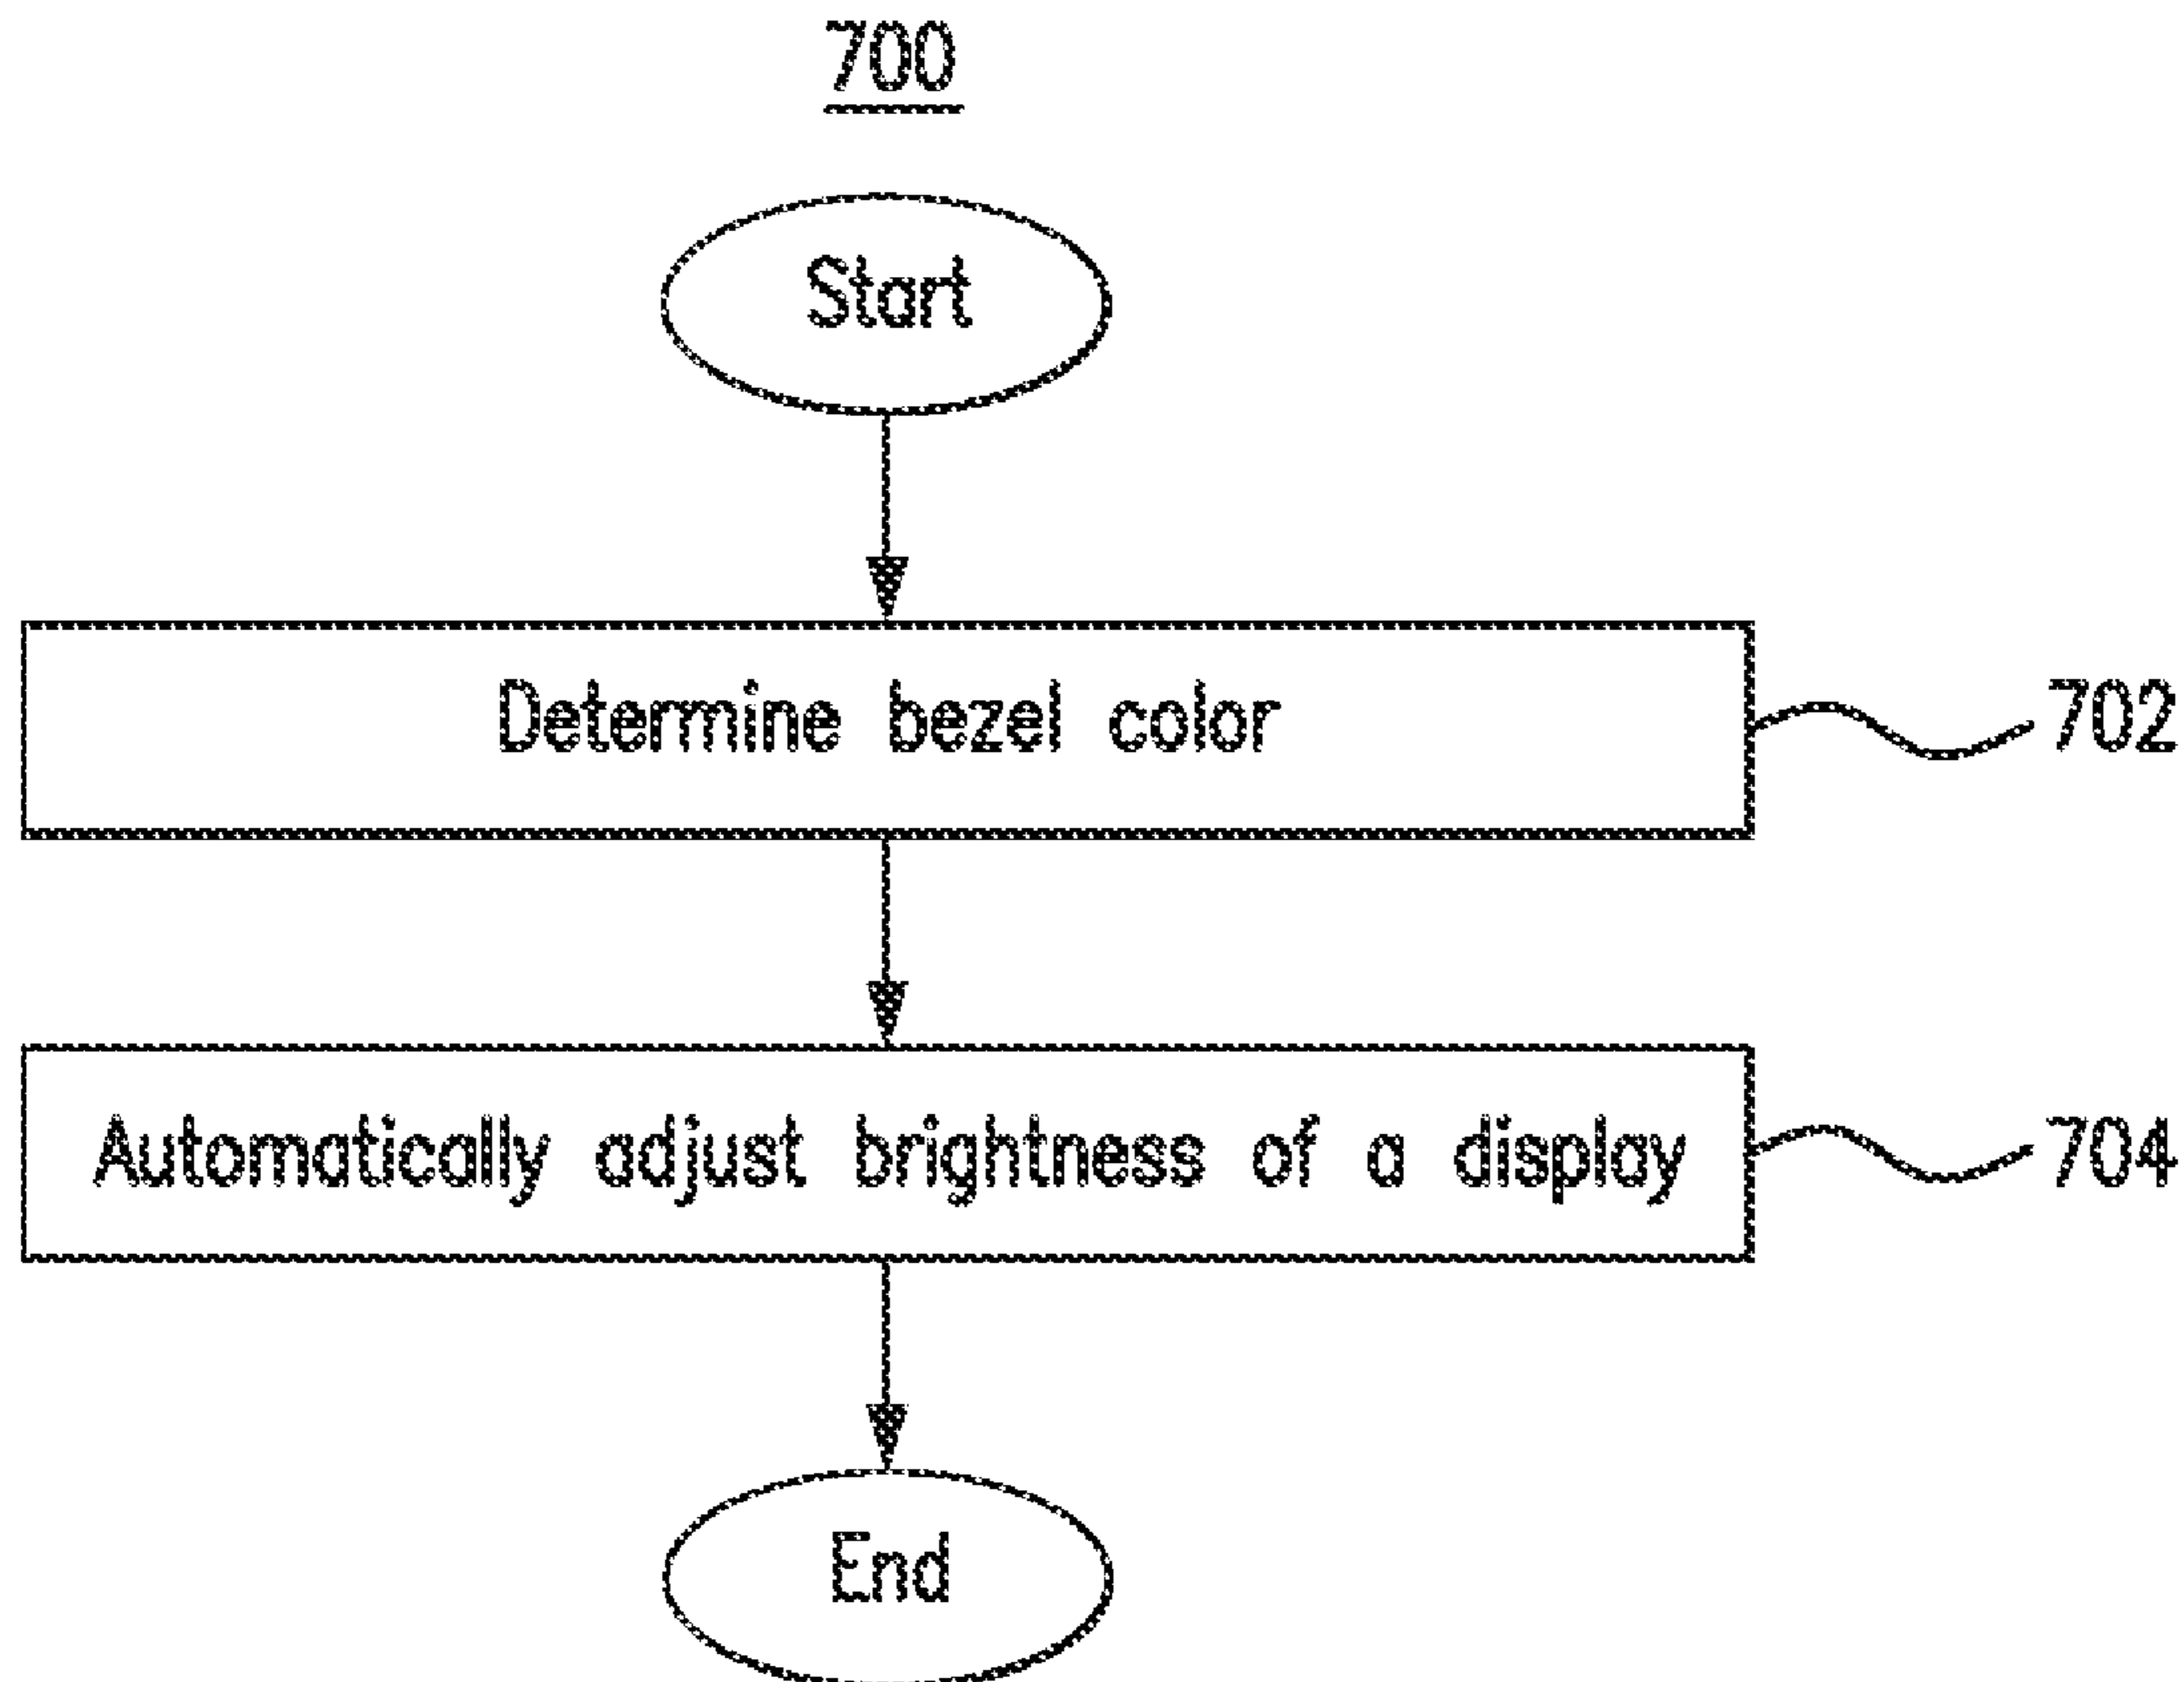 700
Start
Determine bezel color
702
Automatically adjust brightness of a display
704
End